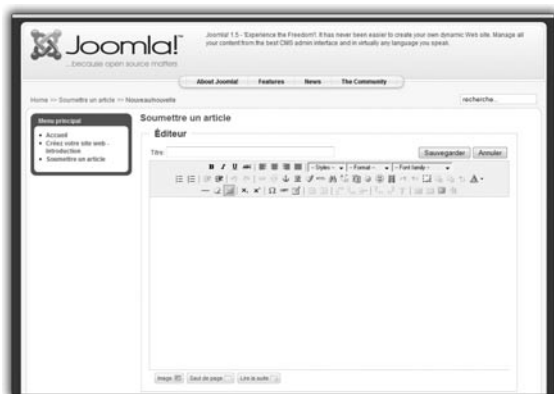 Joomla!
...because open source matters
Joomla! 1.5 - 'Experience the Freedom!'. It has never been easier to create your own dynamic Web site. Manage all
your content from the best CMS admin interface and in virtually any language you speak.
About Joomla! Features News The Community
Home >> Soumettre un article >> Nouveau/nouvelle
recherche...
Menu principal
Accueil
Créez votre site web -
Introduction
Soumettre un article
Soumettre un article
Éditeur
Titre:
Sauvegarder Annuler
B I U ABC -- Styles -- -- Format -- -- Font family --
Image Saut de page Lire la suite